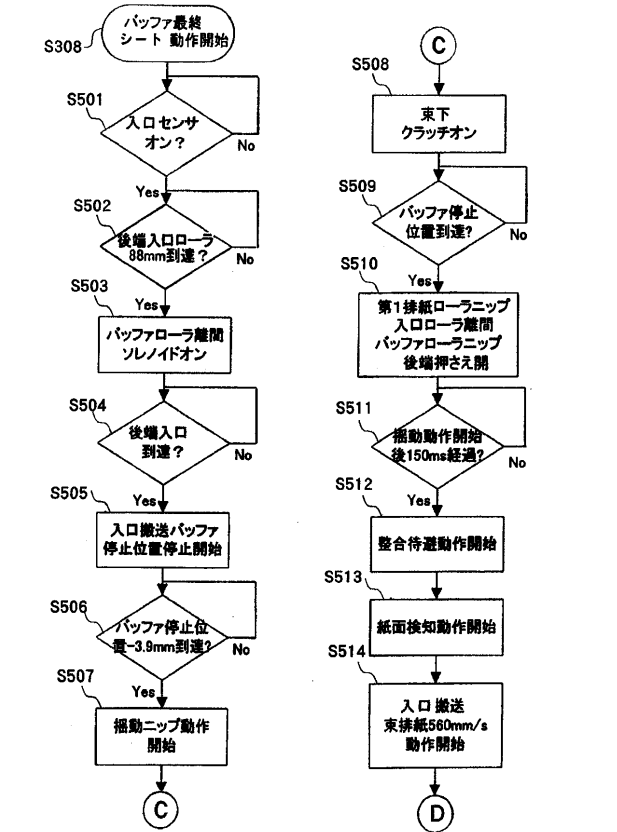 バッファ最終
シート 動作開始
S308
S501
入口センサ
オン?
No
Yes
S502
後端入口ローラ
88mm到達?
No
Yes
S503
バッファローラ離間
ソレノイドオン
S504
後端入口
到達?
No
Yes
S505
入口搬送バッファ
停止位置停止開始
S506
バッファ停止位
置-3.9mm到達?
No
Yes
S507
揺動ニップ動作
開始
C
C
S508
束下
クラッチオン
S509
バッファ停止
位置到達?
No
Yes
S510
第1排紙ローラニップ
入口ローラ離間
バッファローラニップ
後端押さえ開
S511
揺動動作開始
後150ms経過?
No
Yes
S512
整合待避動作開始
S513
紙面検知動作開始
S514
入口搬送
束排紙560mm/s
動作開始
D